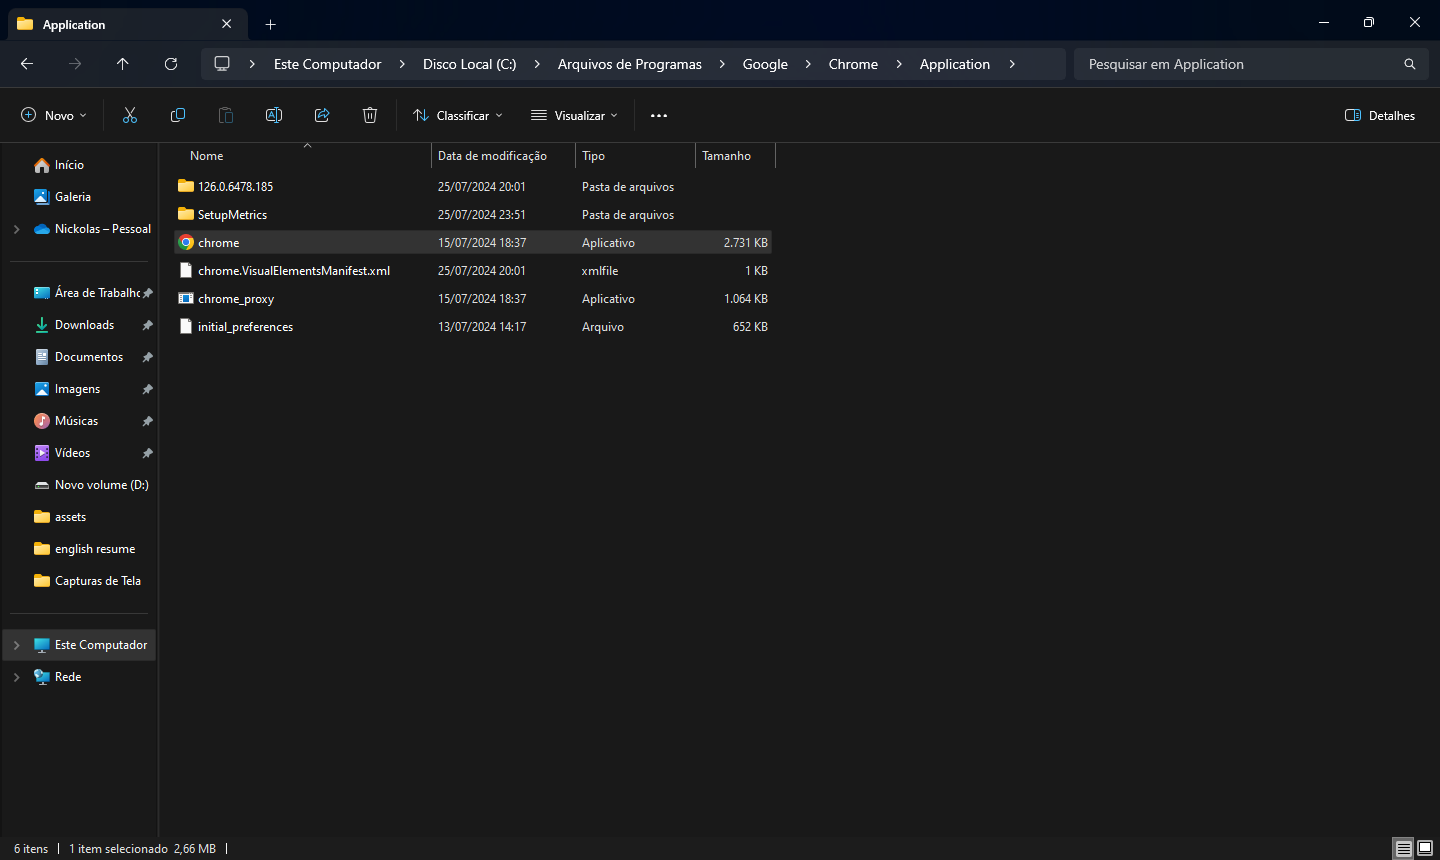 Application
Este Computador Disco Local (C:) Arquivos de Programas Google Chrome Application Pesquisar em Application
Novo Classificar Visualizar Detalhes
Nome Data de modificação Tipo Tamanho
126.0.6478.185 25/07/2024 20:01 Pasta de arquivos
SetupMetrics 25/07/2024 23:51 Pasta de arquivos
chrome 15/07/2024 18:37 Aplicativo 2.731 KB
chrome.VisualElementsManifest.xml 25/07/2024 20:01 xmlfile 1 KB
chrome_proxy 15/07/2024 18:37 Aplicativo 1.064 KB
initial_preferences 13/07/2024 14:17 Arquivo 652 KB
Início
Galeria
Nickolas – Pessoal
Área de Trabalho
Downloads
Documentos
Imagens
Músicas
Vídeos
Novo volume (D:)
assets
english resume
Capturas de Tela
Este Computador
Rede
6 itens 1 item selecionado 2,66 MB